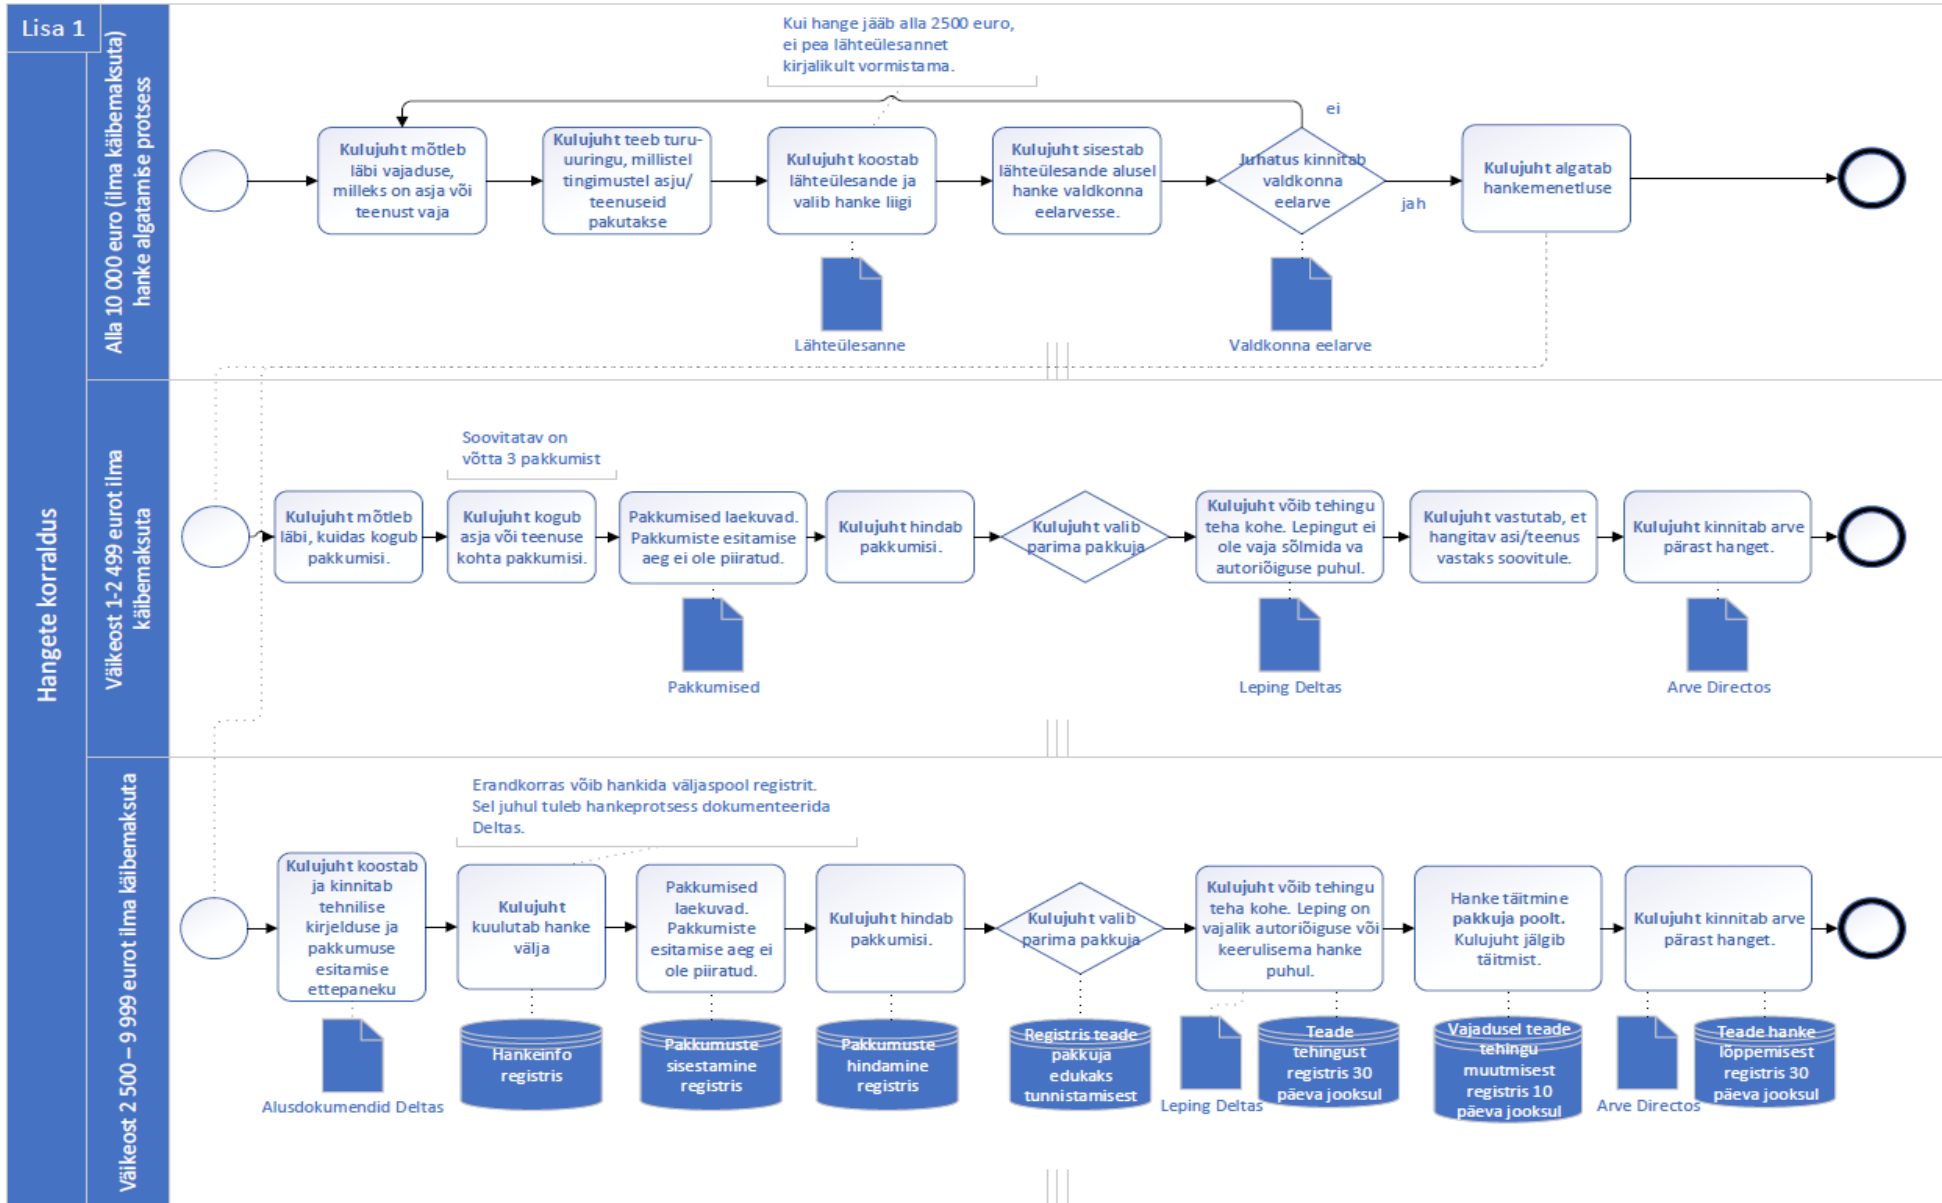 Lisa 1
Hangete korraldus
Alla 10 000 euro (ilma käibemaksuta)
hanke algatamise protsess
Kui hange jääb alla 2500 euro,
ei pea lähteülesannet
kirjalikult vormistama.
Kulujuht mõtleb
läbi vajaduse,
milleks on asja või
teenust vaja
Kulujuht teeb turu-
uuringu, millistel
tingimustel asju/
teenuseid
pakutakse
Kulujuht koostab
lähteülesande ja
valib hanke liigi
Kulujuht sisestab
lähteülesande alusel
hanke valdkonna
eelarvesse.
Juhatus kinnitab
valdkonna
eelarve
ei
jah
Kulujuht algatab
hankemenetluse
Lähteülesanne
Valdkonna eelarve
Väikeost 1-2 499 eurot ilma
käibemaksuta
Soovitatav on
võtta 3 pakkumist
Kulujuht mõtleb
läbi, kuidas kogub
pakkumisi.
Kulujuht kogub
asja või teenuse
kohta pakkumisi.
Pakkumised laekuvad.
Pakkumiste esitamise
aeg ei ole piiratud.
Kulujuht hindab
pakkumisi.
Kulujuht valib
parima pakkuja
Kulujuht võib tehingu
teha kohe. Lepingut ei
ole vaja sõlmida va
autoriõiguse puhul.
Kulujuht vastutab, et
hangitav asi/teenus
vastaks soovitule.
Kulujuht kinnitab arve
pärast hanget.
Pakkumised
Leping Deltas
Arve Directos
Väikeost 2 500 – 9 999 eurot ilma käibemaksuta
Erandkorras võib hankida väljaspool registrit.
Sel juhul tuleb hankeprotsess dokumenteerida
Deltas.
Kulujuht koostab
ja kinnitab
tehnilise
kirjelduse ja
pakkumuse
esitamise
ettepaneku
Kulujuht
kuulutab hanke
välja
Pakkumised
laekuvad.
Pakkumiste
esitamise aeg ei
ole piiratud.
Kulujuht hindab
pakkumisi.
Kulujuht valib
parima pakkuja
Kulujuht võib tehingu
teha kohe. Leping on
vajalik autoriõiguse või
keerulisema hanke
puhul.
Hanke täitmine
pakkuja poolt.
Kulujuht jälgib
täitmist.
Kulujuht kinnitab arve
pärast hanget.
Alusdokumendid Deltas
Hankeinfo
registris
Pakkumuste
sisestamine
registris
Pakkumuste
hindamine
registris
Registris teade
pakkuja
edukaks
tunnistamisest
Leping Deltas
Teade
tehingust
registris 30
päeva jooksul
Vajadusel teade
tehingu
muutmisest
registris 10
päeva jooksul
Arve Directos
Teade hanke
lõppemisest
registris 30
päeva jooksul